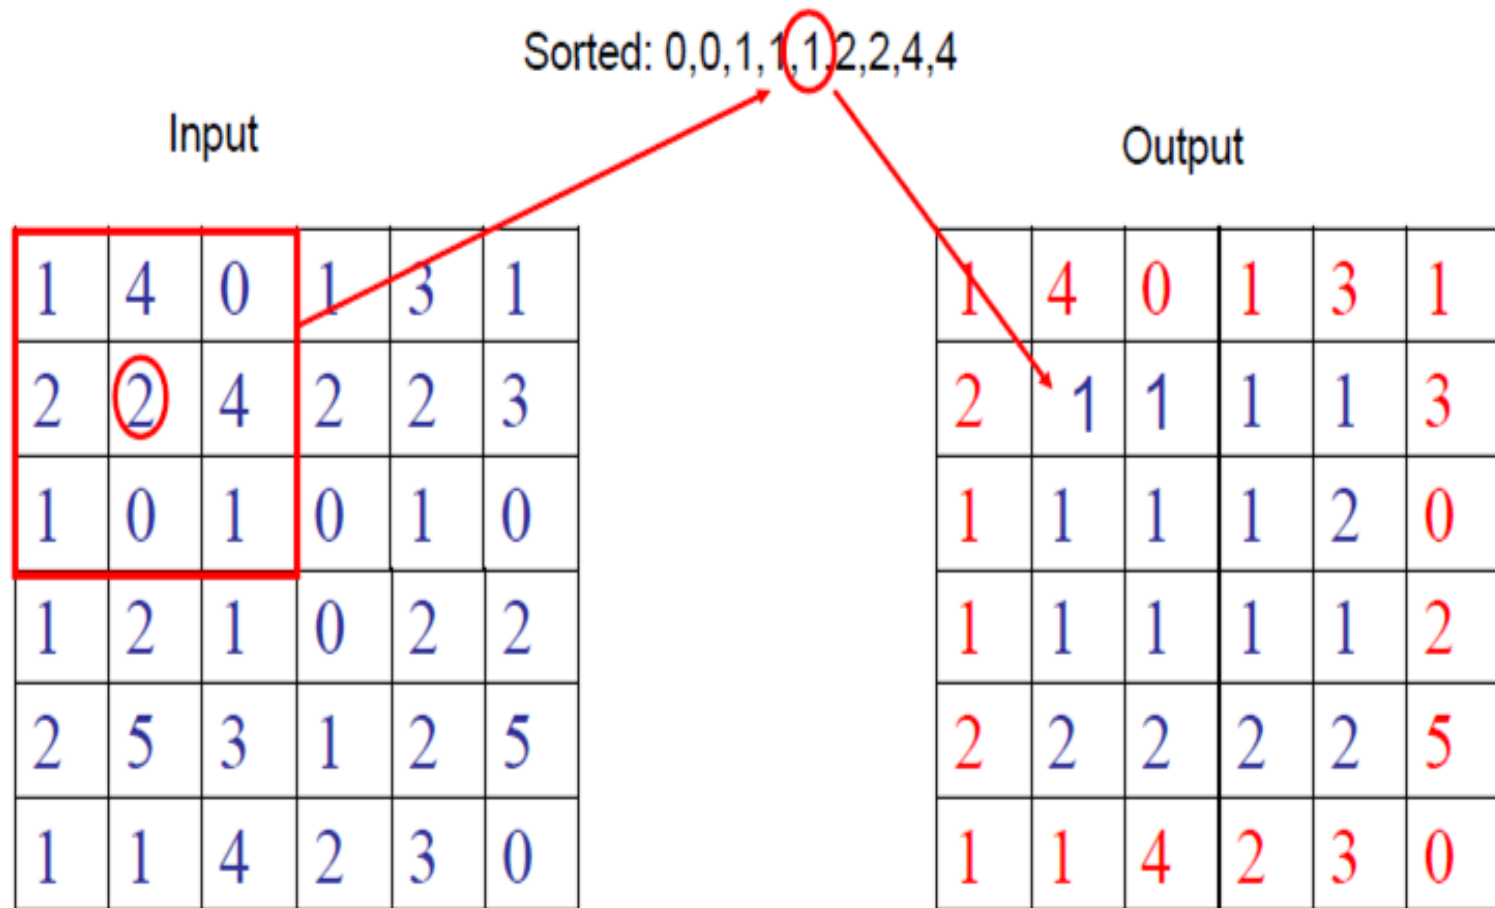 Sorted: 0,0,1,1,1,2,2,4,4
Input
Output
1 4 0 1 3 1
2 2 4 2 2 3
1 0 1 0 1 0
1 2 1 0 2 2
2 5 3 1 2 5
1 1 4 2 3 0
1 4 0 1 3 1
2 1 1 1 1 3
1 1 1 1 2 0
1 1 1 1 1 2
2 2 2 2 2 5
1 1 4 2 3 0